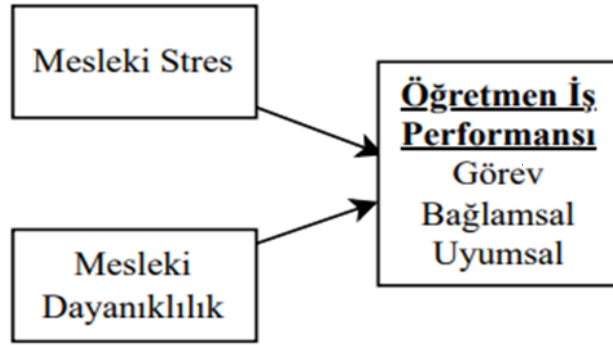 Mesleki Stres
Mesleki
Dayanıklılık
Öğretmen İş
Performansı
Görev
Bağlamsal
Uyumsal